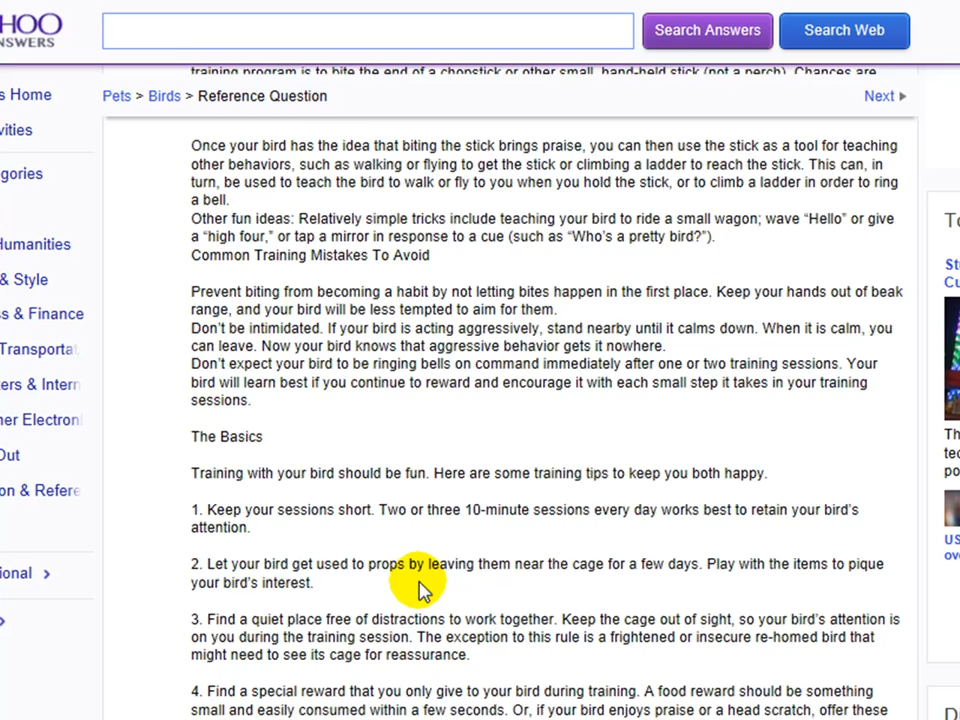 HOO
NSWERS
Search Answers
Search Web
training program is to bite the end of a chopstick or other small, hand-held stick (not a perch). Chances are
s Home
Pets > Birds > Reference Question
Next
vities
gories
Humanities
& Style
s & Finance
Transporta
ers & Intern
er Electron
Out
on & Refere
ional >
Once your bird has the idea that biting the stick brings praise, you can then use the stick as a tool for teaching
other behaviors, such as walking or flying to get the stick or climbing a ladder to reach the stick. This can, in
turn, be used to teach the bird to walk or fly to you when you hold the stick, or to climb a ladder in order to ring
a bell.
Other fun ideas: Relatively simple tricks include teaching your bird to ride a small wagon; wave “Hello” or give
a “high four,” or tap a mirror in response to a cue (such as “Who’s a pretty bird?”).
Common Training Mistakes To Avoid
Prevent biting from becoming a habit by not letting bites happen in the first place. Keep your hands out of beak
range, and your bird will be less tempted to aim for them.
Don’t be intimidated. If your bird is acting aggressively, stand nearby until it calms down. When it is calm, you
can leave. Now your bird knows that aggressive behavior gets it nowhere.
Don’t expect your bird to be ringing bells on command immediately after one or two training sessions. Your
bird will learn best if you continue to reward and encourage it with each small step it takes in your training
sessions.
The Basics
Training with your bird should be fun. Here are some training tips to keep you both happy.
1. Keep your sessions short. Two or three 10-minute sessions every day works best to retain your bird’s
attention.
2. Let your bird get used to props by leaving them near the cage for a few days. Play with the items to pique
your bird’s interest.
3. Find a quiet place free of distractions to work together. Keep the cage out of sight, so your bird’s attention is
on you during the training session. The exception to this rule is a frightened or insecure re-homed bird that
might need to see its cage for reassurance.
4. Find a special reward that you only give to your bird during training. A food reward should be something
small and easily consumed within a few seconds. Or, if your bird enjoys praise or a head scratch, offer these
To
St
Cu
Th
tec
po
US
ove